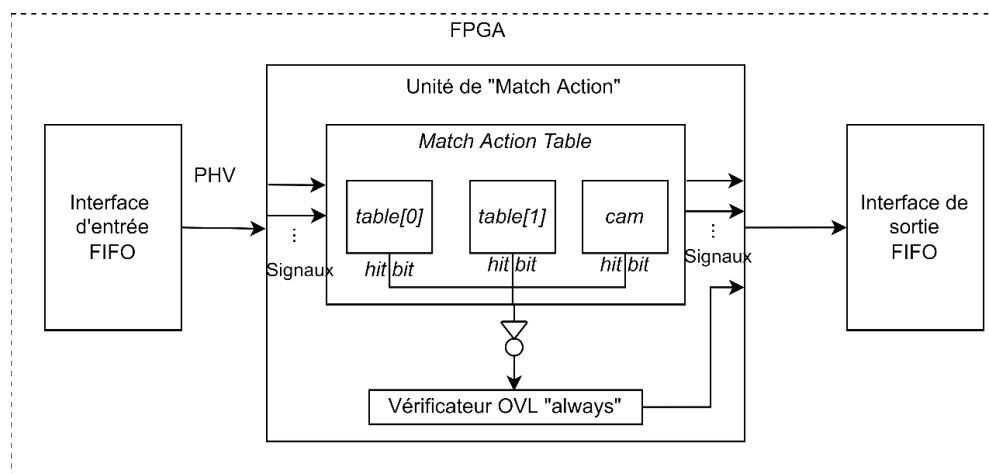 FPGA
Unité de "Match Action"
Match Action Table
PHV
Interface
d'entrée
FIFO
table[0]
table[1]
cam
Interface de
sortie
FIFO
⋮
⋮
Signaux
hit bit
hit bit
hit bit
Signaux
Vérificateur OVL "always"